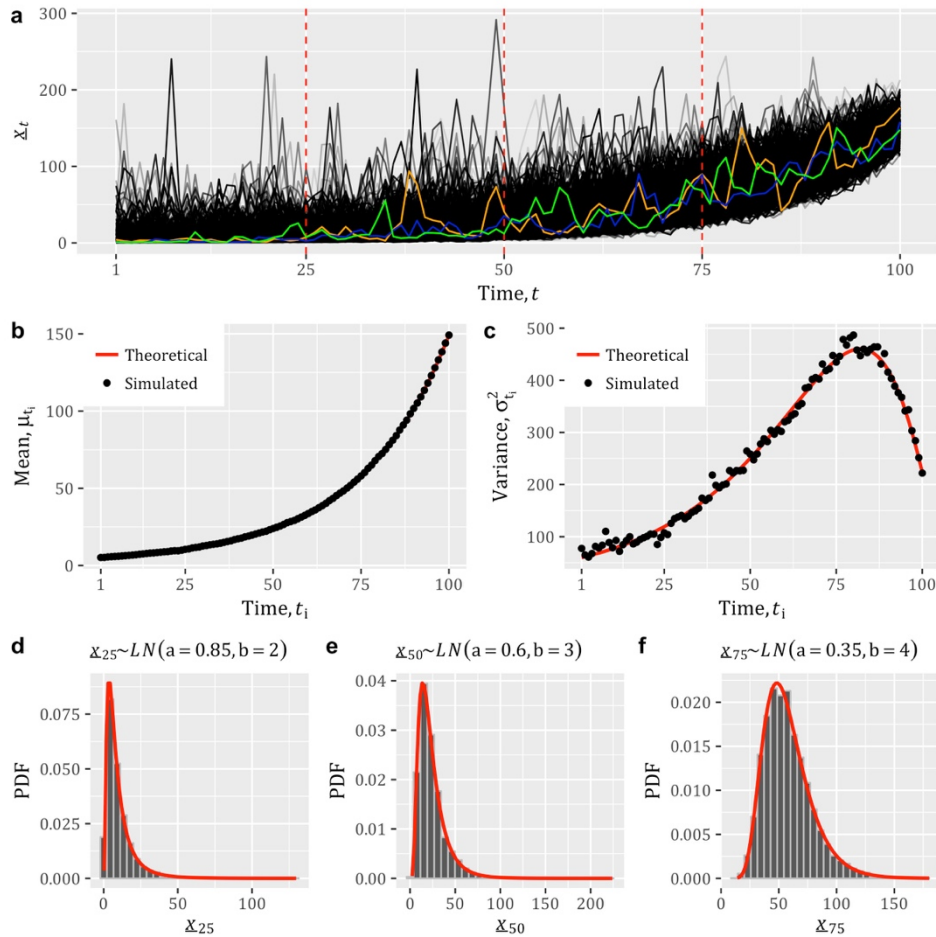 a
300
200
100
0
x_t
1 25 50 75 100
Time, t
b
150
100
50
0
Mean, μ_{t_i}
Theoretical
Simulated
1 25 50 75 100
Time, t_i
c
500
400
300
200
100
Variance, σ²_{t_i}
Theoretical
Simulated
1 25 50 75 100
Time, t_i
d
x_25~LN(a = 0.85, b = 2)
0.075
0.050
0.025
0.000
PDF
0 50 100
x_25
e
x_50~LN(a = 0.6, b = 3)
0.04
0.03
0.02
0.01
0.00
PDF
0 50 100 150 200
x_50
f
x_75~LN(a = 0.35, b = 4)
0.020
0.015
0.010
0.005
0.000
PDF
0 50 100 150
x_75